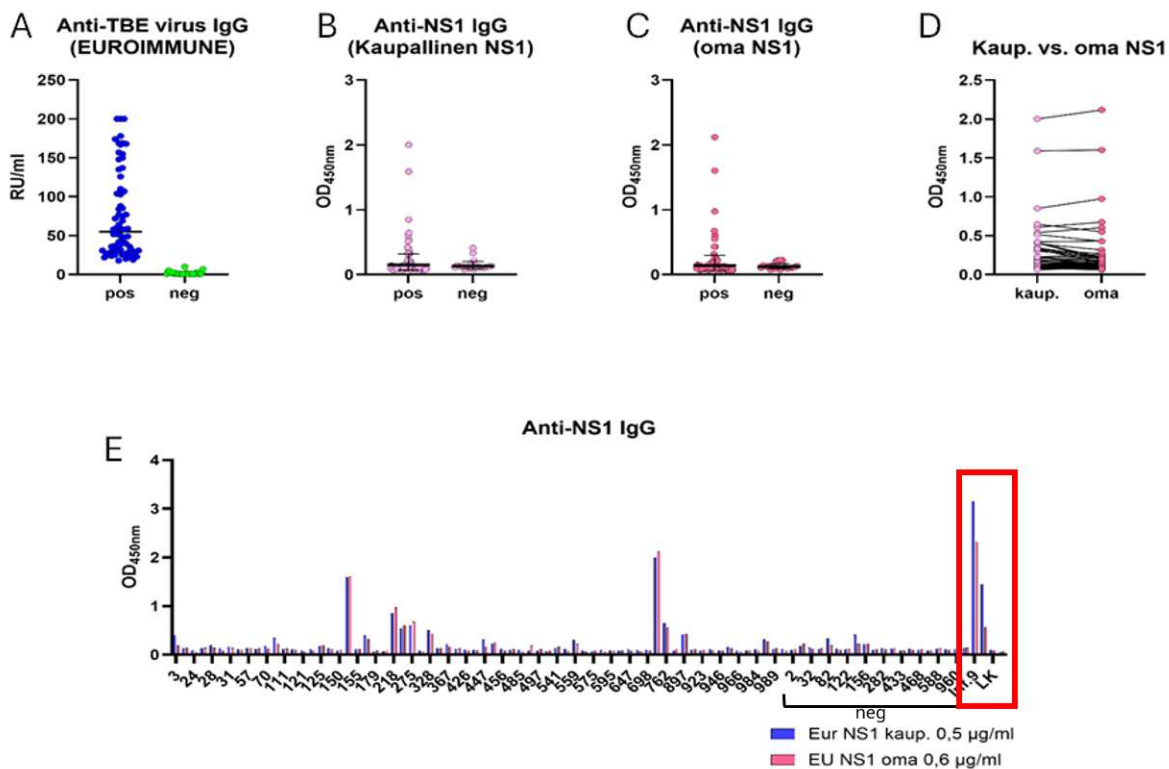 A
Anti-TBE virus IgG
(EUROIMMUNE)
RU/ml
250
200
150
100
50
0
pos
neg
B
Anti-NS1 IgG
(Kaupallinen NS1)
OD450nm
3
2
1
0
pos
neg
C
Anti-NS1 IgG
(oma NS1)
OD450nm
3
2
1
0
pos
neg
D
Kaup. vs. oma NS1
OD450nm
2.5
2.0
1.5
1.0
0.5
0.0
kaup.
oma
E
Anti-NS1 IgG
OD450nm
4
3
2
1
0
3 24 28 31 57 70 111 121 125 150 155 179 218 275 328 367 426 447 456 485 497 541 559 575 595 647 698 762 897 923 946 966 984 989 2 32 82 122 156 282 433 468 588 960 Inf.9 LK
neg
Eur NS1 kaup. 0,5 µg/ml
EU NS1 oma 0,6 µg/ml